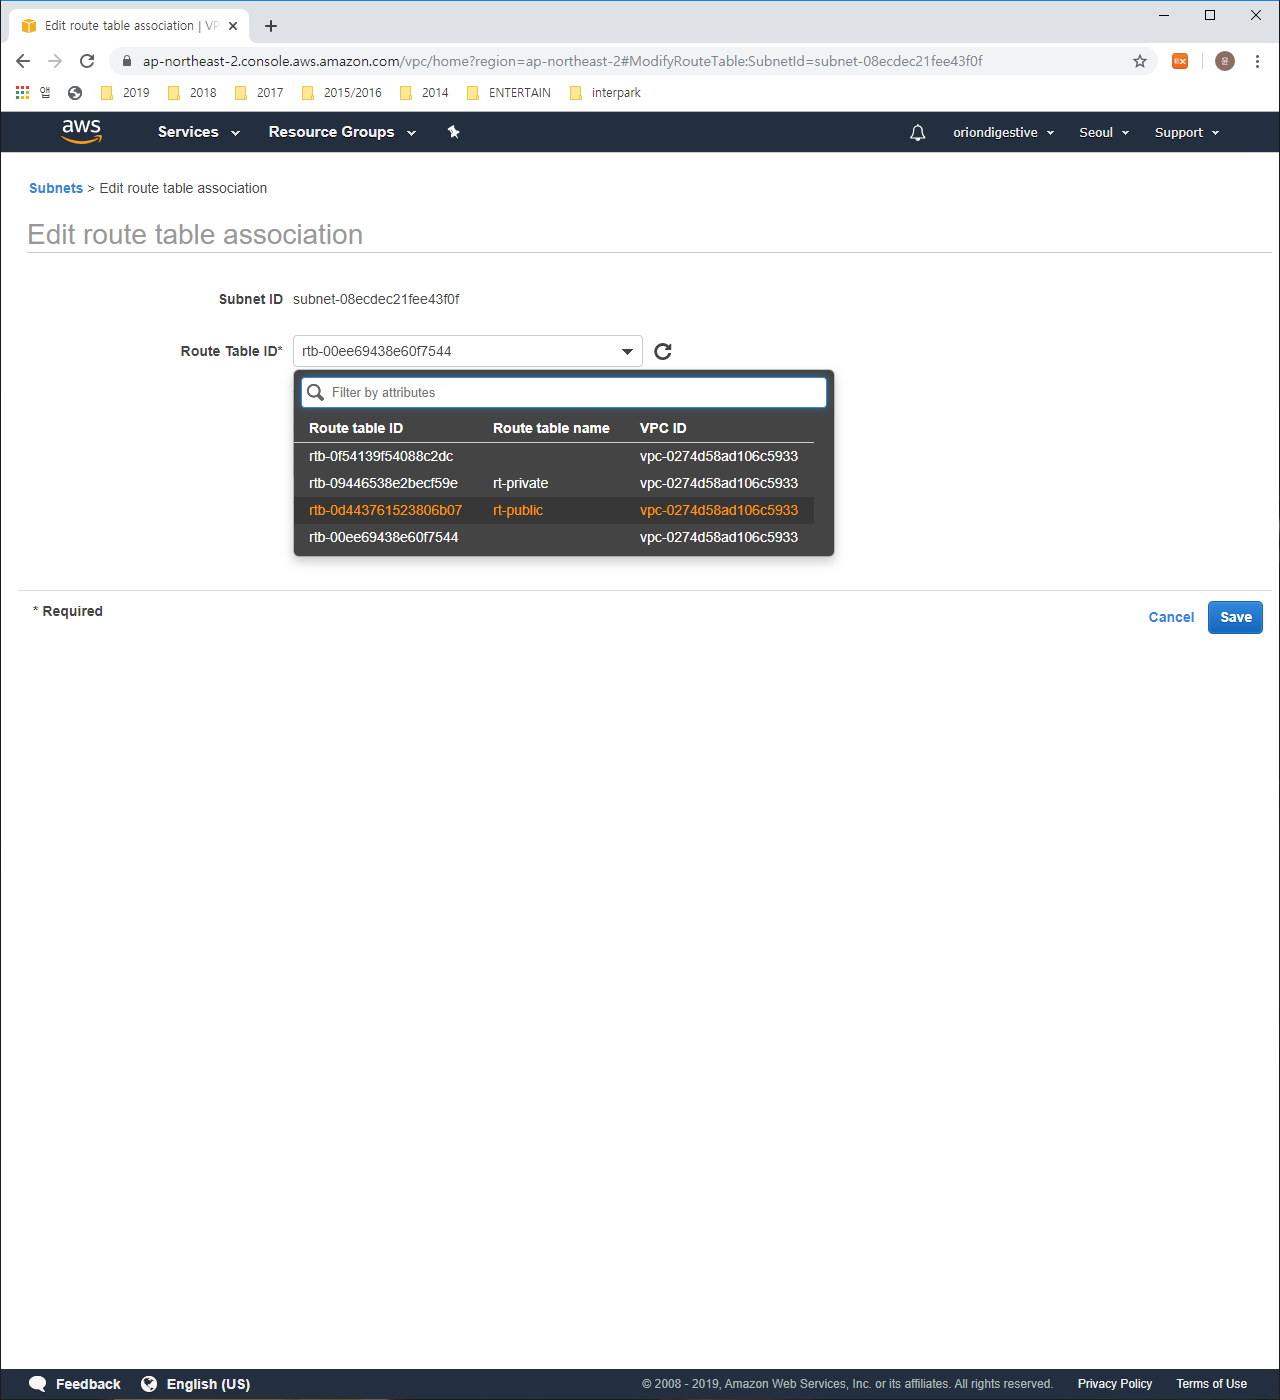 Edit route table association | VP
ap-northeast-2.console.aws.amazon.com/vpc/home?region=ap-northeast-2#ModifyRouteTable:SubnetId=subnet-08ecdec21fee43f0f
앱 2019 2018 2017 2015/2016 2014 ENTERTAIN interpark
aws Services Resource Groups oriondigestive Seoul Support
Subnets > Edit route table association
Edit route table association
Subnet ID subnet-08ecdec21fee43f0f
Route Table ID* rtb-00ee69438e60f7544
Filter by attributes
Route table ID Route table name VPC ID
rtb-0f54139f54088c2dc vpc-0274d58ad106c5933
rtb-09446538e2becf59e rt-private vpc-0274d58ad106c5933
rtb-0d443761523806b07 rt-public vpc-0274d58ad106c5933
rtb-00ee69438e60f7544 vpc-0274d58ad106c5933
* Required
Cancel Save
Feedback English (US) © 2008 - 2019, Amazon Web Services, Inc. or its affiliates. All rights reserved. Privacy Policy Terms of Use